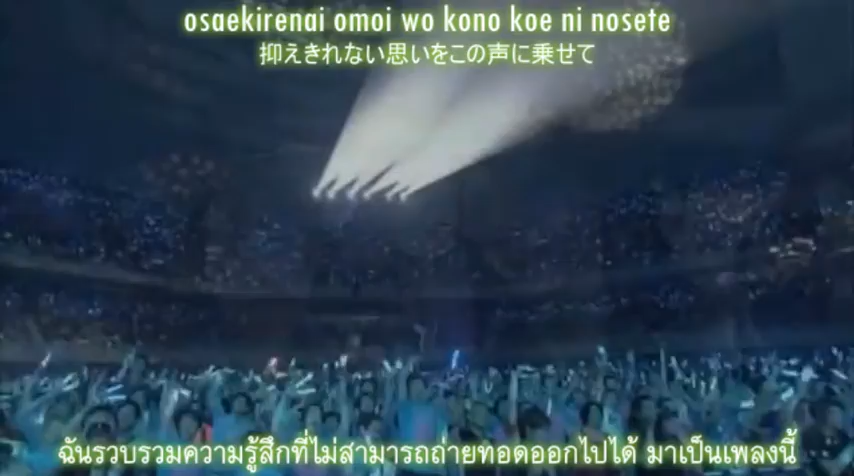 osaekirenai omoi wo kono koe ni nosete
抑えきれない思いをこの声に乗せて
ฉันรวบรวมความรู้สึกที่ไม่สามารถถ่ายทอดออกไปได้ มาเป็นเพลงนี้